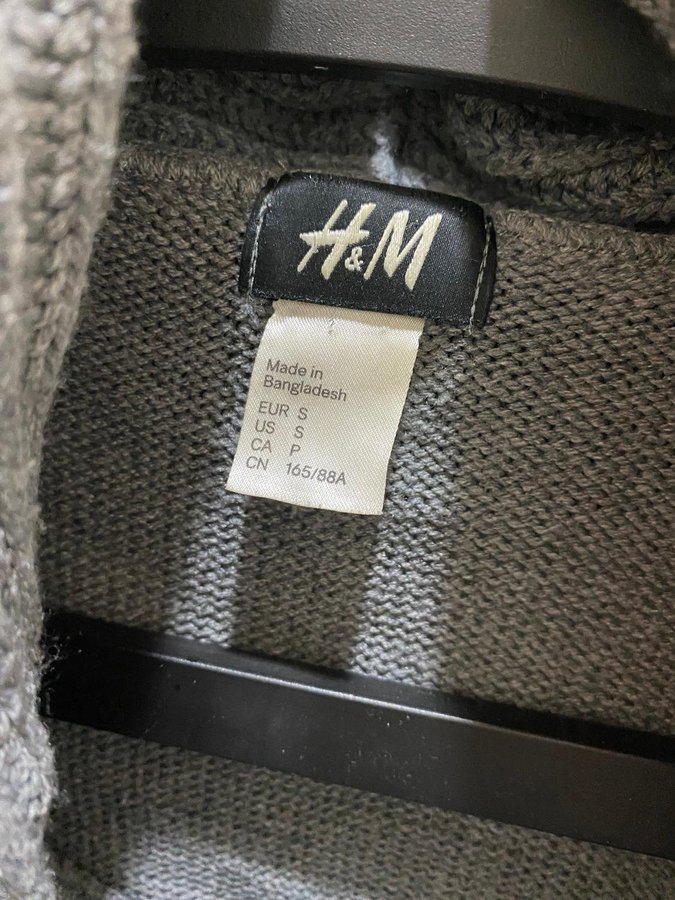 H&M
Made in
Bangladesh
EUR S
US S
CA P
CN 165/88A